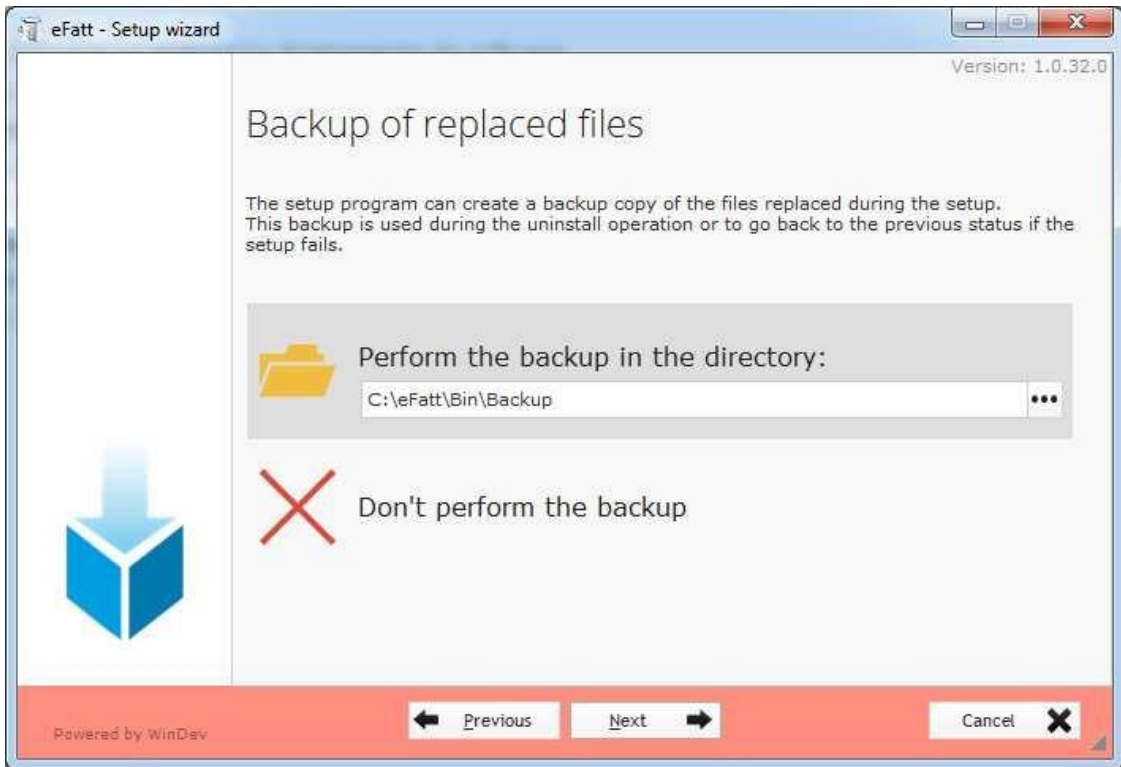 eFatt - Setup wizard
Version: 1.0.32.0
Backup of replaced files
The setup program can create a backup copy of the files replaced during the setup.
This backup is used during the uninstall operation or to go back to the previous status if the
setup fails.
Perform the backup in the directory:
C:\eFatt\Bin\Backup
Don't perform the backup
Powered by WinDev
Previous
Next
Cancel